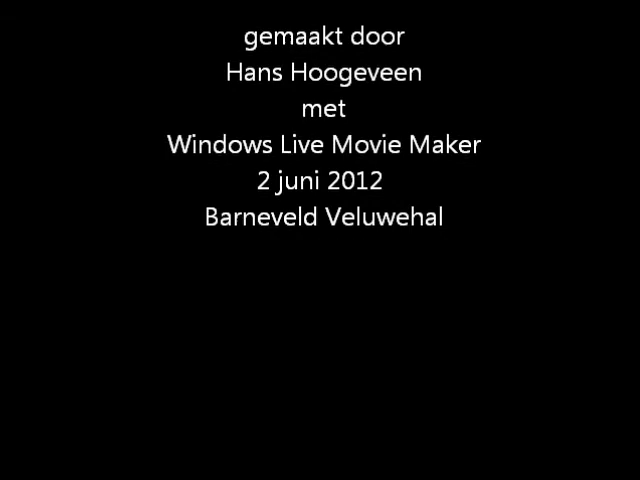 gemaakt door
Hans Hoogeveen
met
Windows Live Movie Maker
2 juni 2012
Barneveld Veluwehal